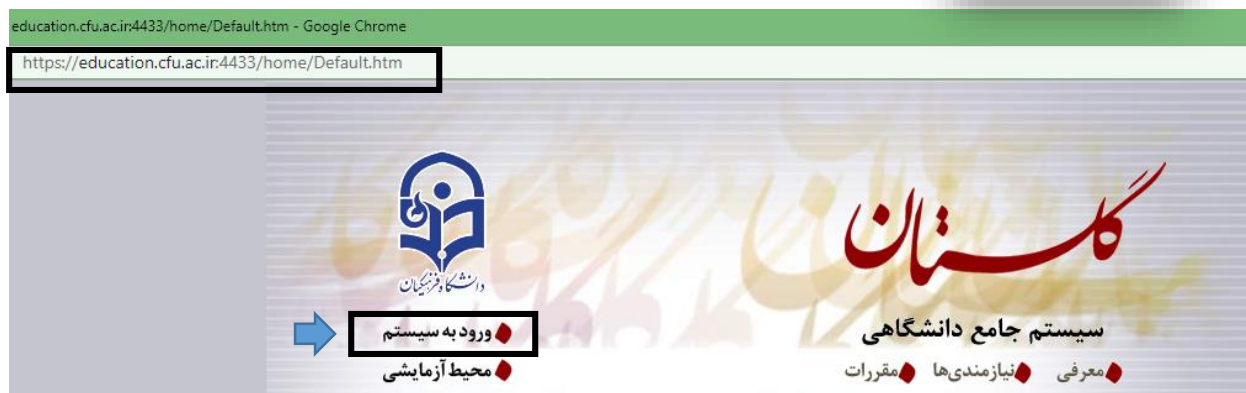 education.cfu.ac.ir:4433/home/Default.htm - Google Chrome
https://education.cfu.ac.ir:4433/home/Default.htm
گلستان
دانشگاه فرهنگیان
سیستم جامع دانشگاهی
ورود به سیستم
معرفی نیازمندی‌ها مقررات
محیط آزمایشی